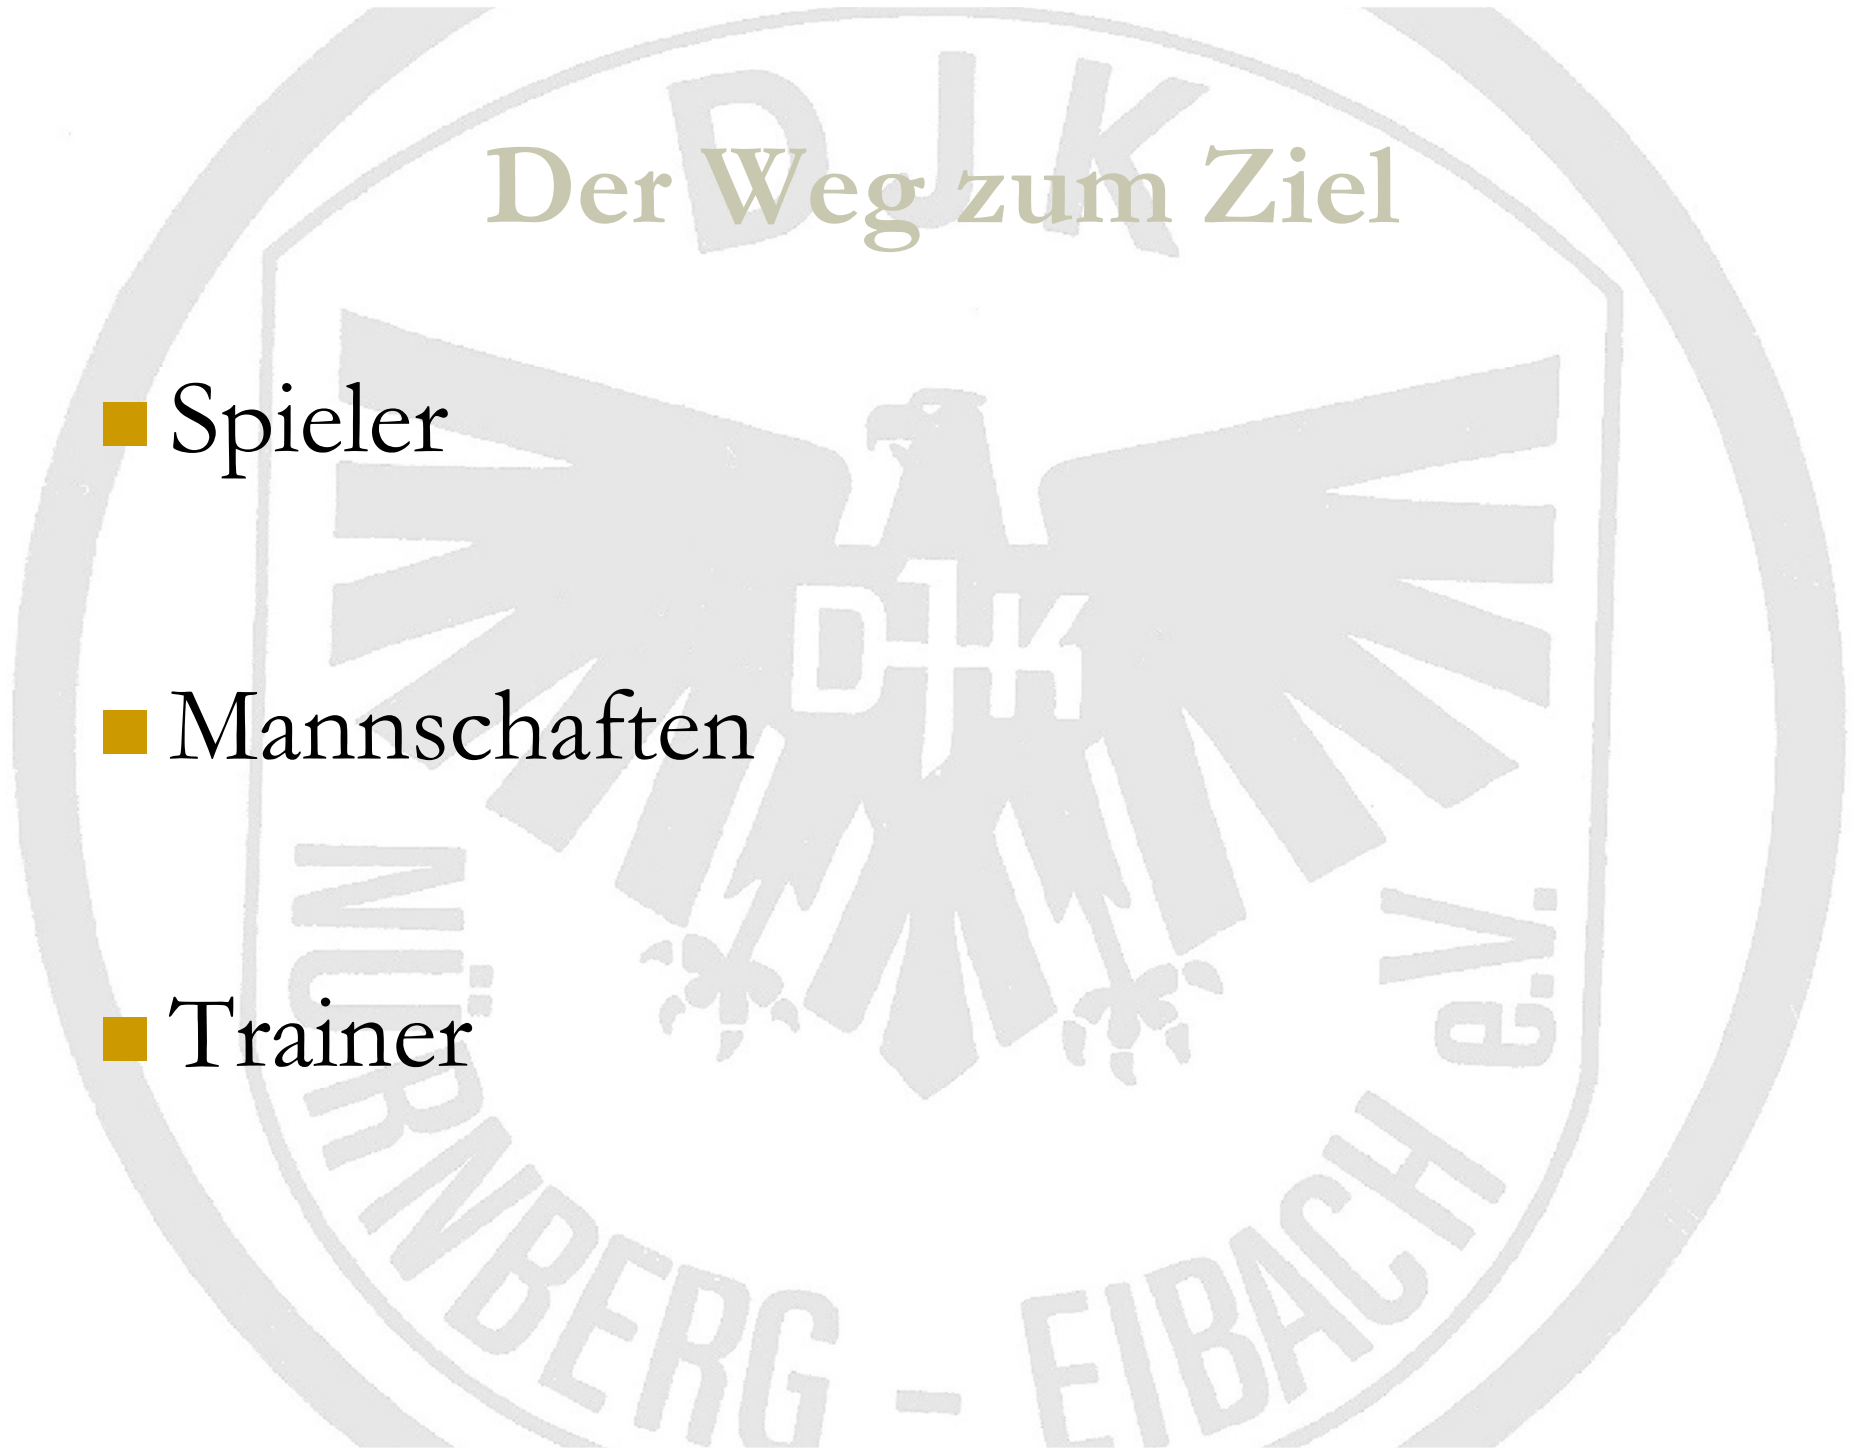 Der Weg zum Ziel
Spieler
Mannschaften
Trainer
DJK
DJK
NÜRNBERG - EIBACH e.V.